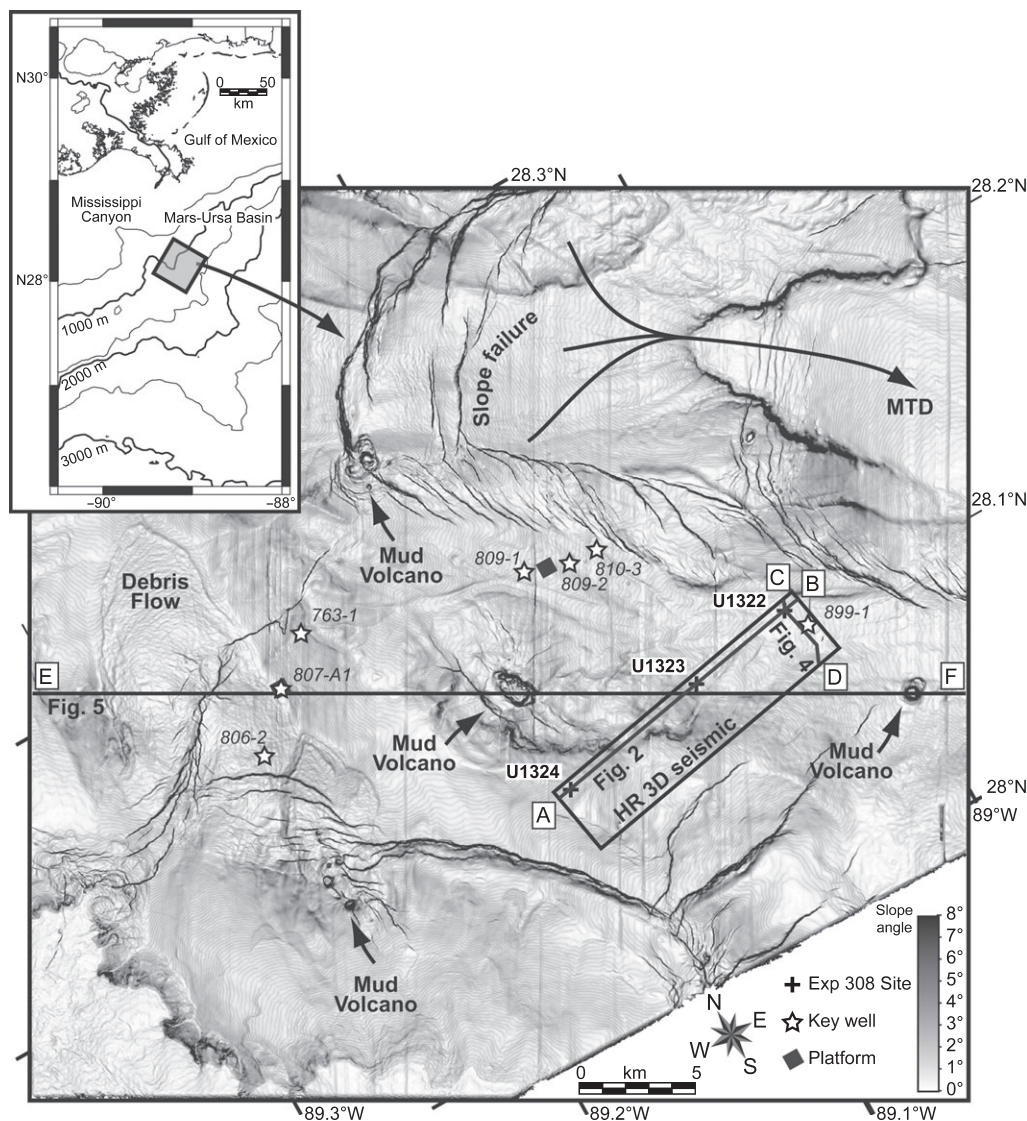 N30°
N28°
0 50
km
Gulf of Mexico
Mississippi
Canyon
Mars-Ursa Basin
1000 m
2000 m
3000 m
−90°
−88°
28.3°N
28.2°N
28.1°N
28°N
89°W
Slope failure
MTD
Mud
Volcano
809-1
809-2
810-3
Debris
Flow
763-1
807-A1
806-2
C
B
U1322
899-1
Fig. 4
D
U1323
E
F
Fig. 5
Mud
Volcano
Mud
Volcano
U1324
A
Fig. 2
HR 3D seismic
Mud
Volcano
Slope
angle
8°
7°
6°
5°
4°
3°
2°
1°
0°
Exp 308 Site
Key well
Platform
N
E
W
S
0 km 5
89.3°W
89.2°W
89.1°W